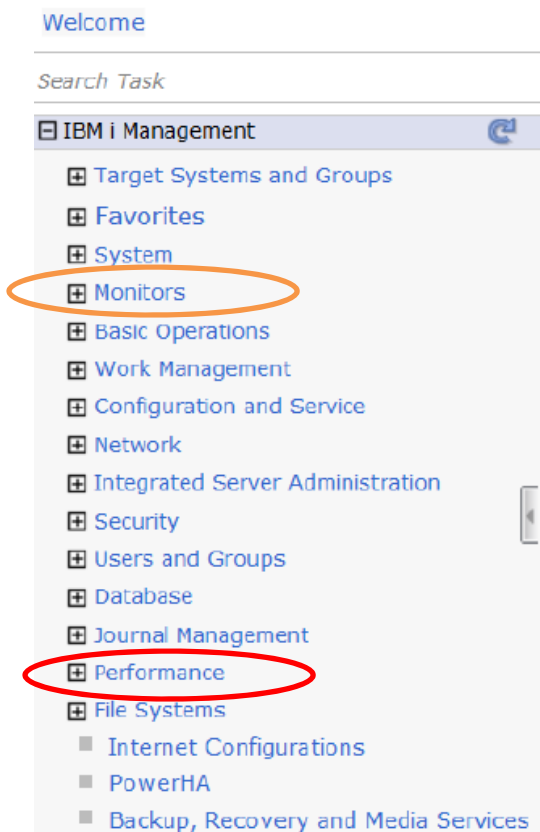 Welcome
Search Task
IBM i Management
Target Systems and Groups
Favorites
System
Monitors
Basic Operations
Work Management
Configuration and Service
Network
Integrated Server Administration
Security
Users and Groups
Database
Journal Management
Performance
File Systems
Internet Configurations
PowerHA
Backup, Recovery and Media Services